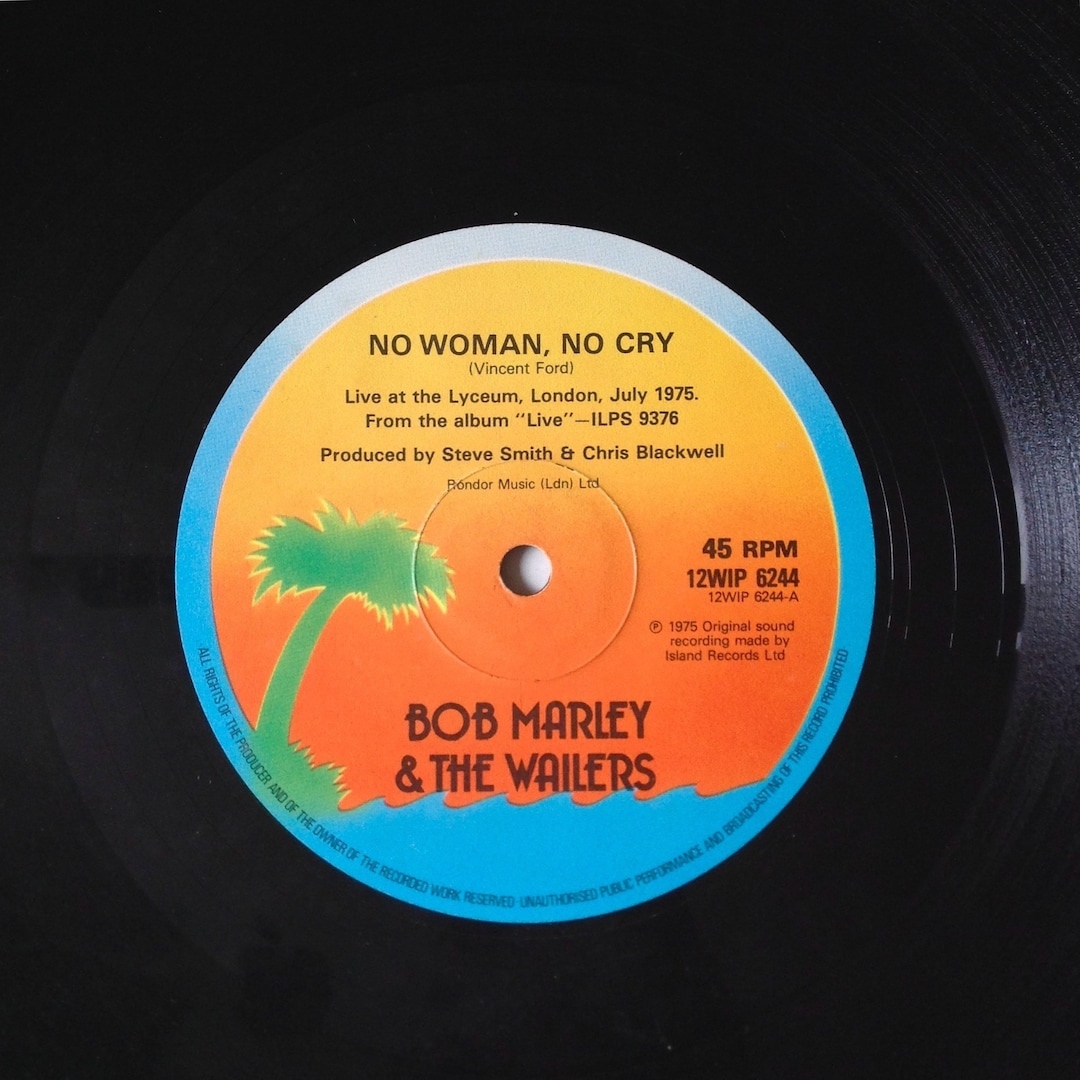 NO WOMAN, NO CRY
(Vincent Ford)
Live at the Lyceum, London, July 1975.
From the album "Live"—ILPS 9376
Produced by Steve Smith & Chris Blackwell
Rondor Music (Ldn) Ltd
45 RPM
12WIP 6244
12WIP 6244-A
℗ 1975 Original sound
recording made by
Island Records Ltd
BOB MARLEY
& THE WAILERS
ALL RIGHTS OF THE PRODUCER AND OF THE OWNER OF THE RECORDED WORK RESERVED UNAUTHORISED PUBLIC PERFORMANCE AND BROADCASTING OF THIS RECORD PROHIBITED